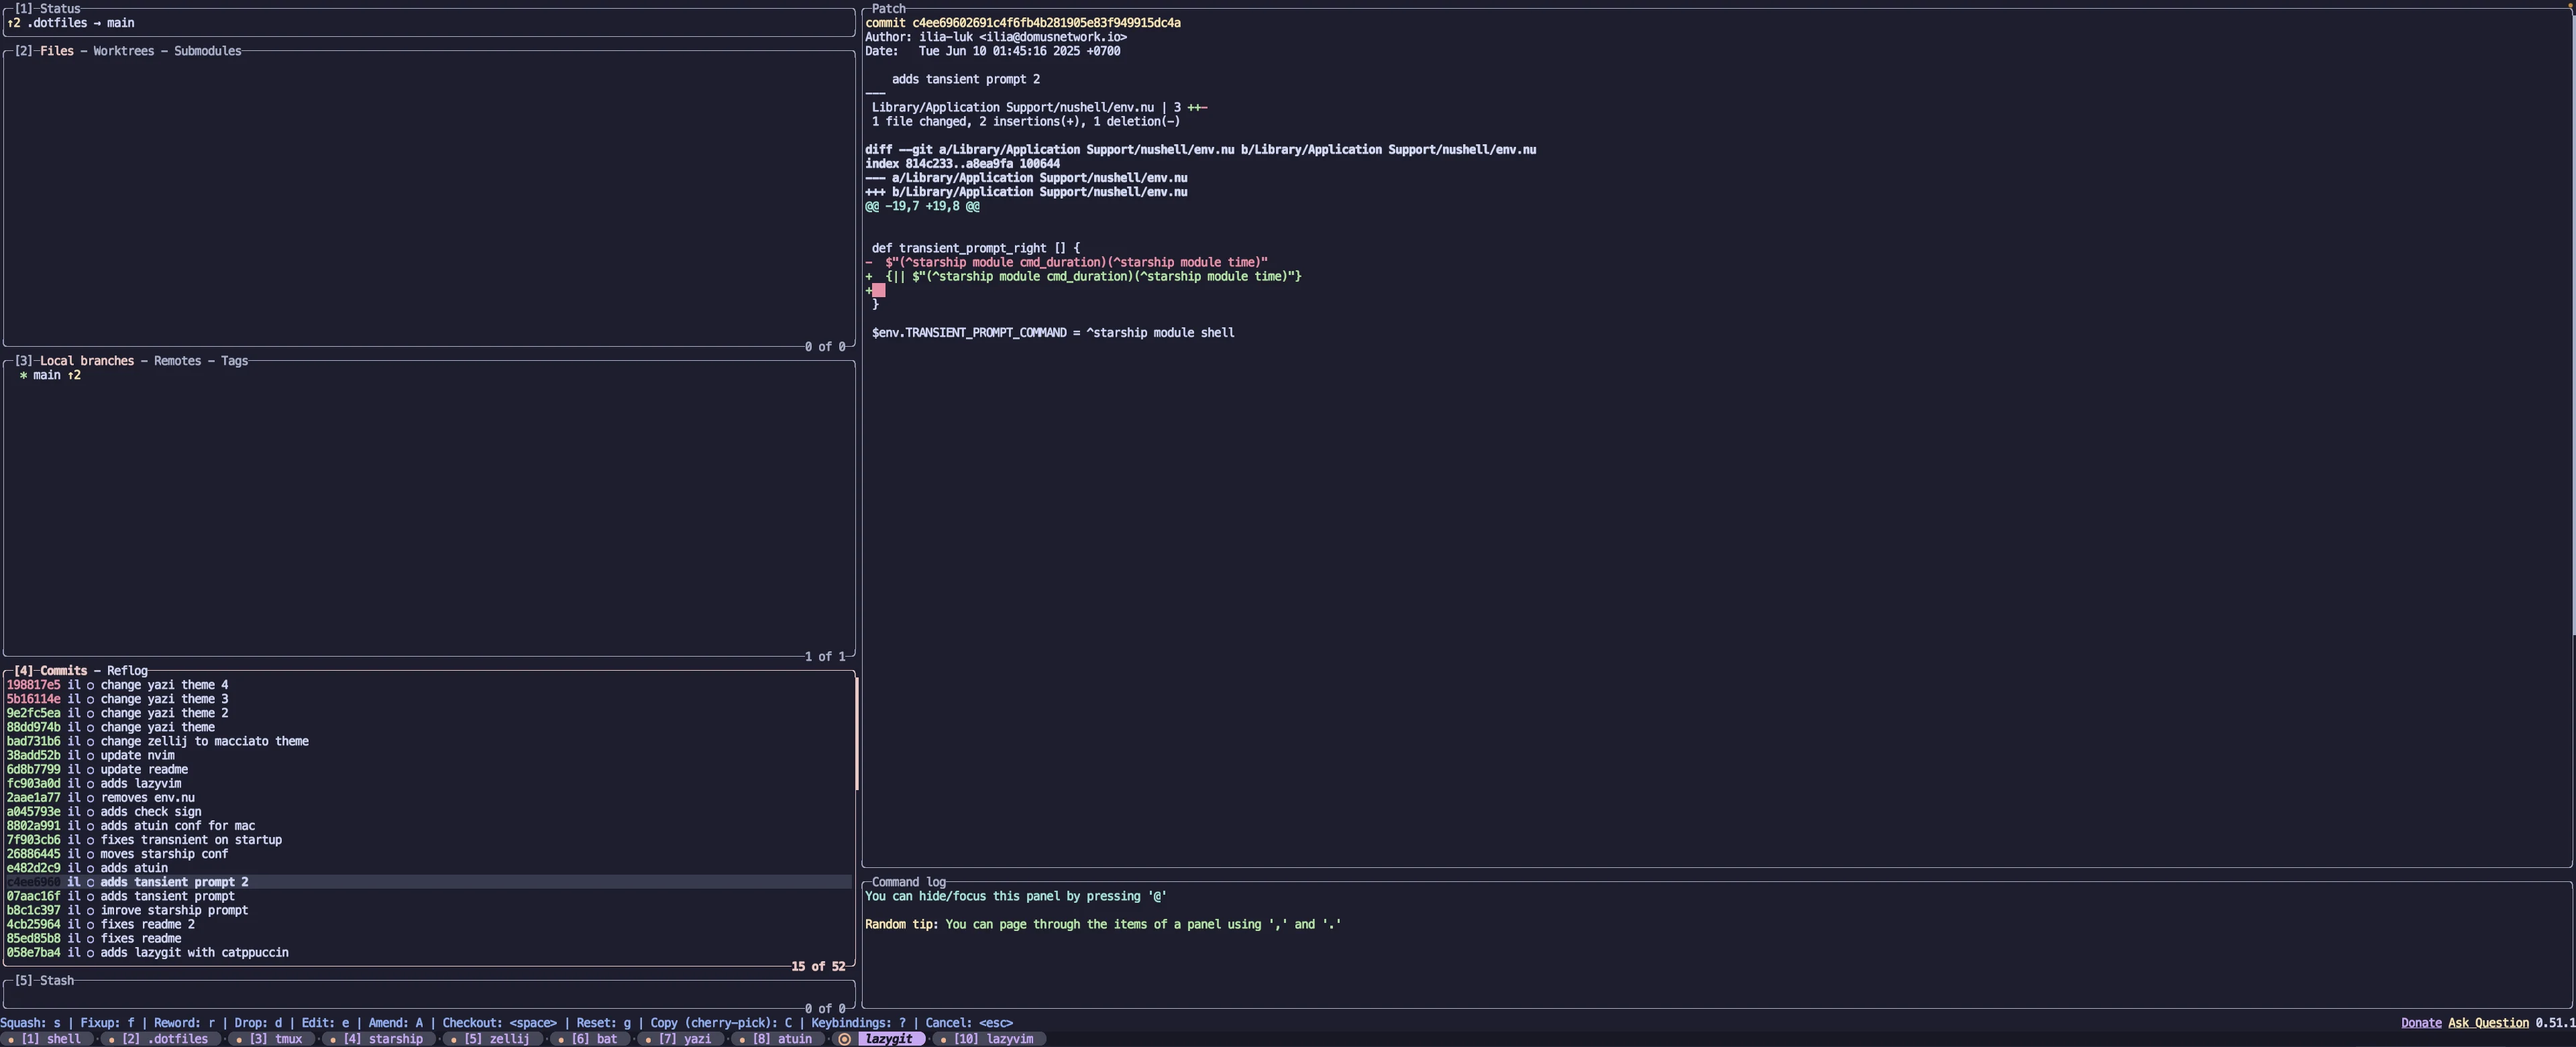 [1] Status
↑2 .dotfiles → main
[2] Files – Worktrees – Submodules
0 of 0
[3] Local branches – Remotes – Tags
* main ↑2
1 of 1
[4] Commits – Reflog
198817e5 il ○ change yazi theme 4
5b16114e il ○ change yazi theme 3
9e2fc5ea il ○ change yazi theme 2
88dd974b il ○ change yazi theme
bad731b6 il ○ change zellij to macciato theme
38add52b il ○ update nvim
6d8b7799 il ○ update readme
fc903a0d il ○ adds lazyvim
2aae1a77 il ○ removes env.nu
a045793e il ○ adds check sign
8802a991 il ○ adds atuin conf for mac
7f903cb6 il ○ fixes transnient on startup
26886445 il ○ moves starship conf
e482d2c9 il ○ adds atuin
c4ee6960 il ○ adds tansient prompt 2
07aac16f il ○ adds tansient prompt
b8c1c397 il ○ imrove starship prompt
4cb25964 il ○ fixes readme 2
85ed85b8 il ○ fixes readme
058e7ba4 il ○ adds lazygit with catppuccin
15 of 52
[5] Stash
0 of 0
Patch
commit c4ee69602691c4f6fb4b281905e83f949915dc4a
Author: ilia-luk <ilia@domusnetwork.io>
Date:   Tue Jun 10 01:45:16 2025 +0700
adds tansient prompt 2
---
Library/Application Support/nushell/env.nu | 3 ++-
1 file changed, 2 insertions(+), 1 deletion(-)
diff --git a/Library/Application Support/nushell/env.nu b/Library/Application Support/nushell/env.nu
index 814c233..a8ea9fa 100644
--- a/Library/Application Support/nushell/env.nu
+++ b/Library/Application Support/nushell/env.nu
@@ -19,7 +19,8 @@
def transient_prompt_right [] {
-  $"(^starship module cmd_duration)(^starship module time)"
+  {|| $"(^starship module cmd_duration)(^starship module time)"}
+
}
$env.TRANSIENT_PROMPT_COMMAND = ^starship module shell
Command log
You can hide/focus this panel by pressing '@'
Random tip: You can page through the items of a panel using ',' and '.'
Squash: s | Fixup: f | Reword: r | Drop: d | Edit: e | Amend: A | Checkout: <space> | Reset: g | Copy (cherry-pick): C | Keybindings: ? | Cancel: <esc>
Donate Ask Question 0.51.1
[1] shell [2] .dotfiles [3] tmux [4] starship [5] zellij [6] bat [7] yazi [8] atuin lazygit [10] lazyvim